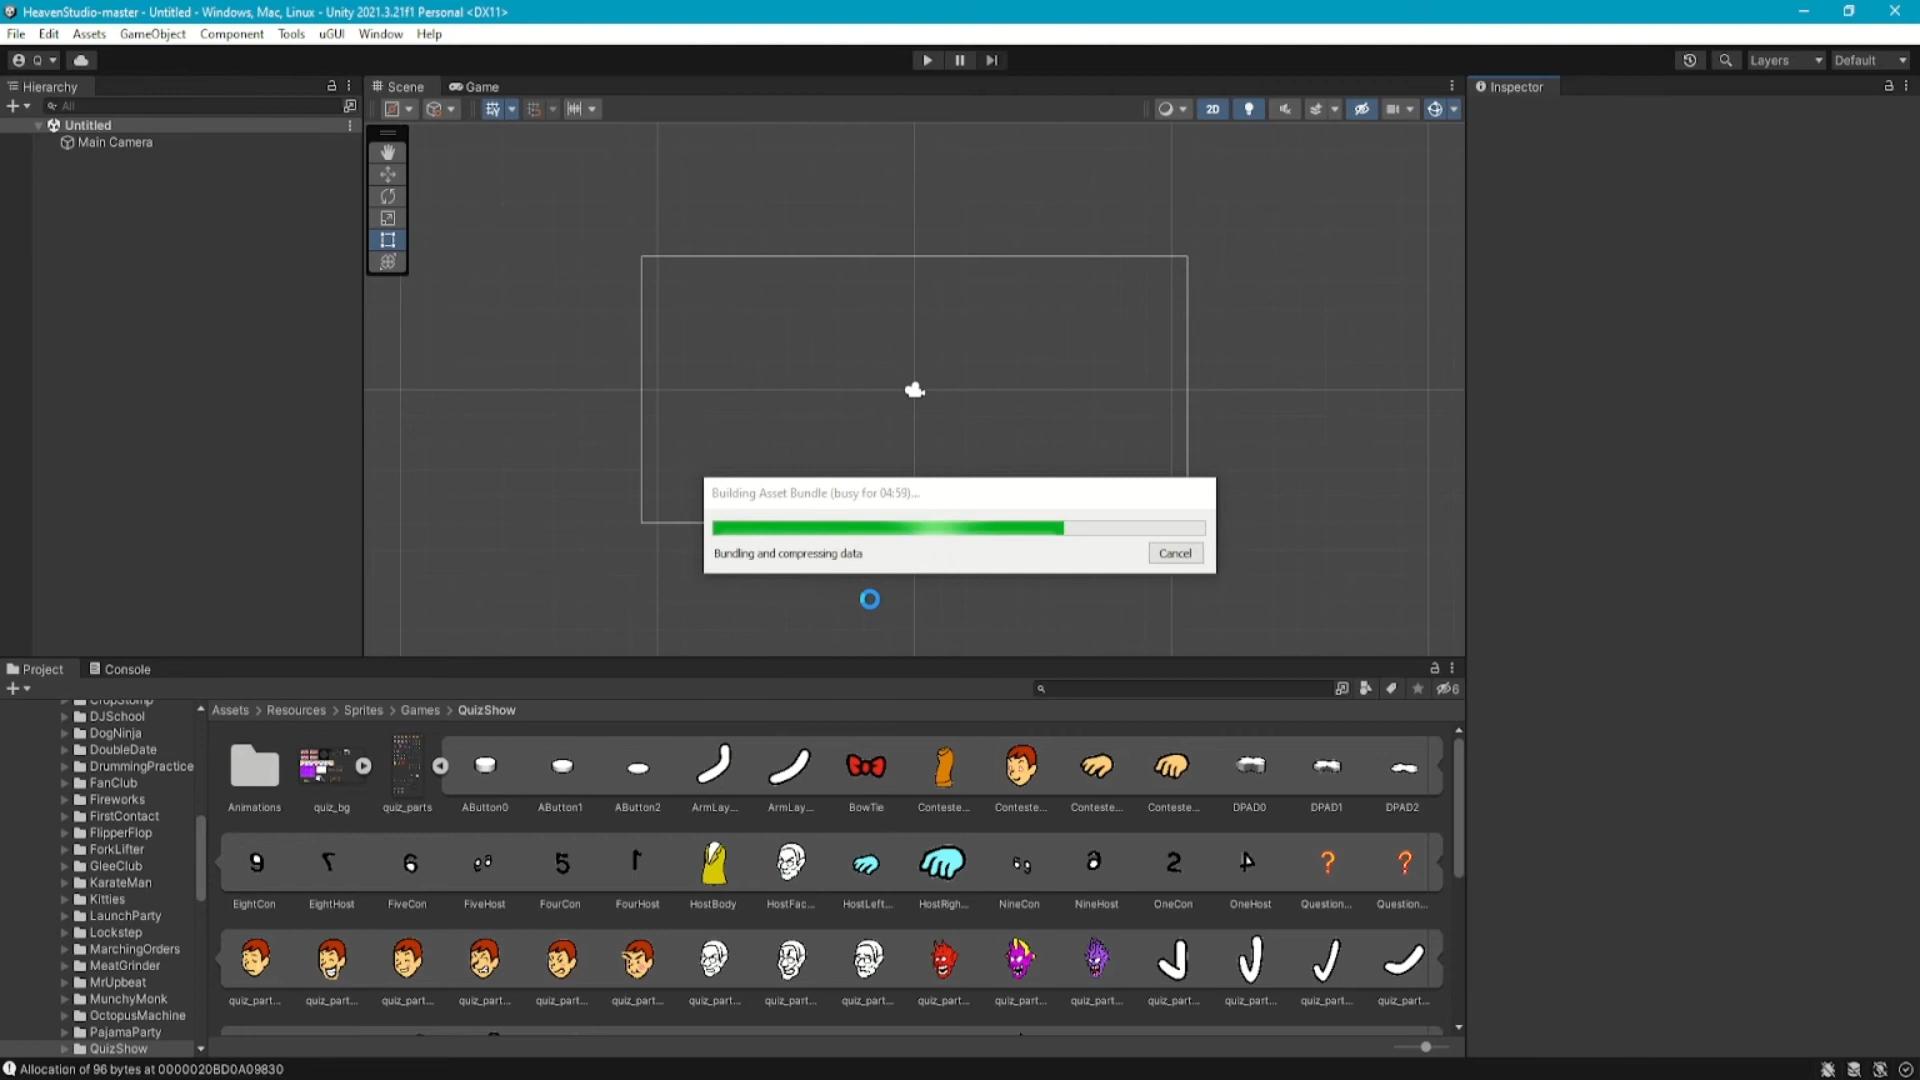 HeavenStudio-master - Untitled - Windows, Mac, Linux - Unity 2021.3.21f1 Personal <DX11>
File Edit Assets GameObject Component Tools uGUI Window Help
Q Layers Default
Hierarchy Scene Game Inspector
All 2D
Untitled
Main Camera
Building Asset Bundle (busy for 04:59)...
Bundling and compressing data Cancel
Project Console
6
Assets > Resources > Sprites > Games > QuizShow
CropStomp
DJSchool
DogNinja
DoubleDate
DrummingPractice
FanClub
Fireworks
FirstContact
FlipperFlop
ForkLifter
GleeClub
KarateMan
Kitties
LaunchParty
Lockstep
MarchingOrders
MeatGrinder
MrUpbeat
MunchyMonk
OctopusMachine
PajamaParty
QuizShow
Animations quiz_bg quiz_parts AButton0 AButton1 AButton2 ArmLay... ArmLay... BowTie Conteste... Conteste... Conteste... Conteste... DPAD0 DPAD1 DPAD2
EightCon EightHost FiveCon FiveHost FourCon FourHost HostBody HostFac... HostLeft... HostRigh... NineCon NineHost OneCon OneHost Question... Question...
quiz_part... quiz_part... quiz_part... quiz_part... quiz_part... quiz_part... quiz_part... quiz_part... quiz_part... quiz_part... quiz_part... quiz_part... quiz_part... quiz_part... quiz_part... quiz_part...
Allocation of 96 bytes at 0000020BD0A09830